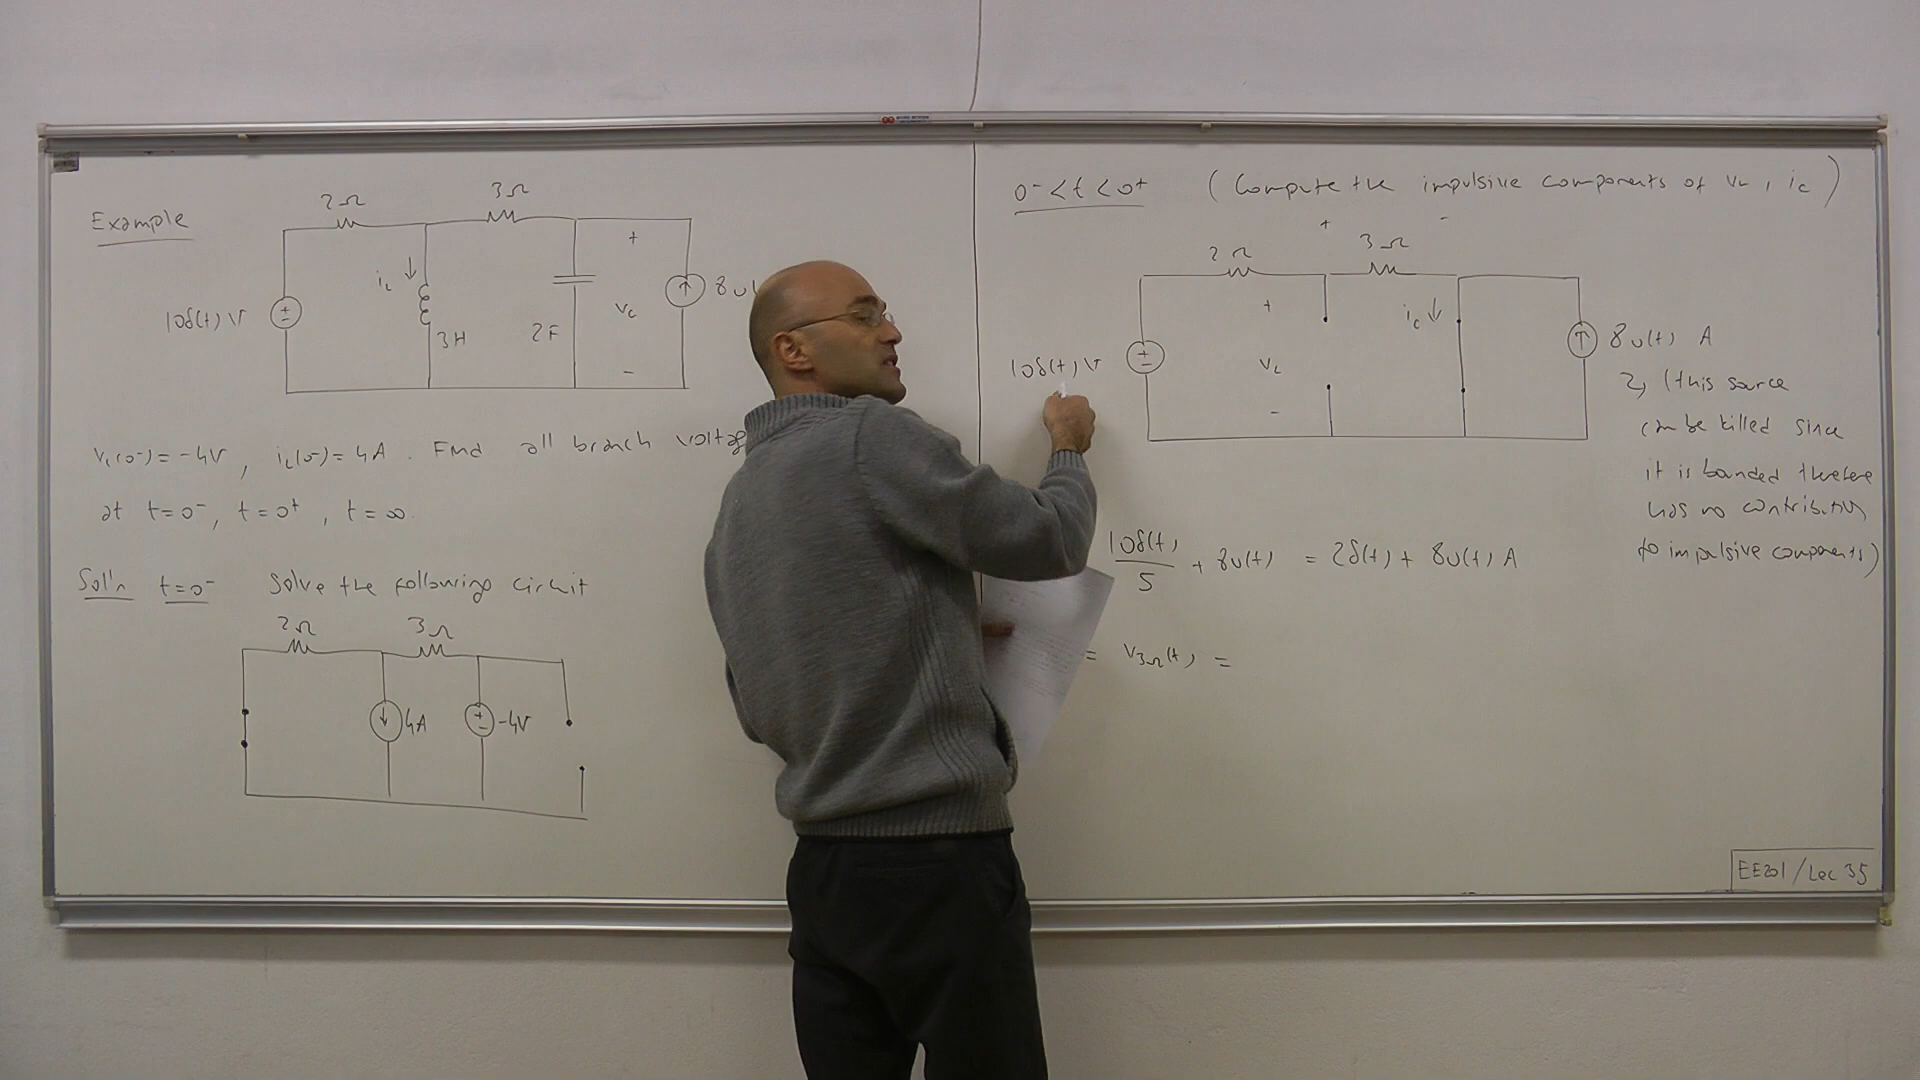 Example
2Ω
3Ω
10δ(t) V
+
-
iL
3H
2F
+
vC
-
8u
vc(0-) = -4V , iL(0-) = 4A . Find all branch voltag
at t=0- , t=0+ , t=∞.
Sol'n t=0- Solve the following circuit
2Ω
3Ω
4A
+
-
-4V
0- < t < 0+ (Compute the impulsive components of vL , ic )
+
-
2Ω
3Ω
10δ(t) V
+
-
+
vL
-
ic
8u(t) A
(this source
can be killed since
it is bounded therefore
has no contribution
to impulsive components)
10δ(t)/5 + 8u(t) = 2δ(t) + 8u(t) A
= v3Ω(t) =
EE201 / Lec 35